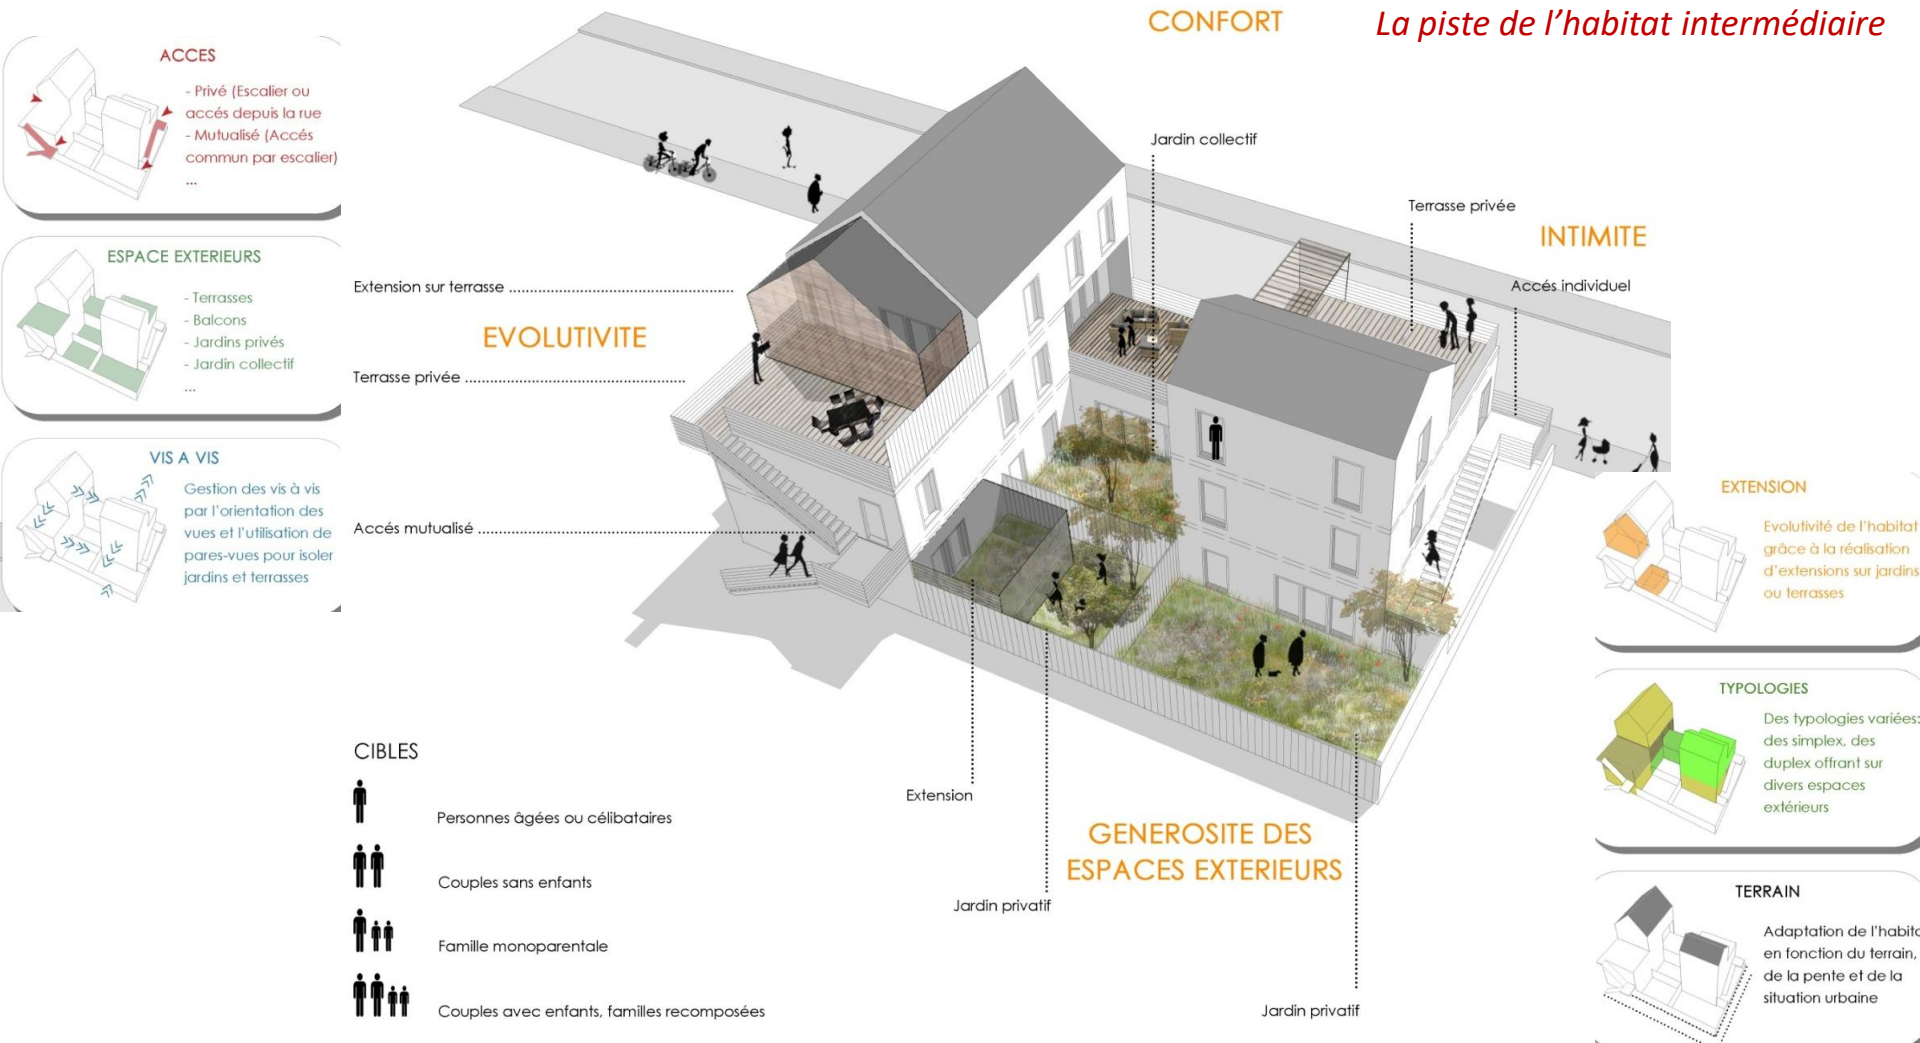 CONFORT
La piste de l’habitat intermédiaire
ACCES
- Privé (Escalier ou
accés depuis la rue
- Mutualisé (Accés
commun par escalier)
...
ESPACE EXTERIEURS
- Terrasses
- Balcons
- Jardins privés
- Jardin collectif
...
VIS A VIS
Gestion des vis à vis
par l'orientation des
vues et l'utilisation de
pares-vues pour isoler
jardins et terrasses
Jardin collectif
Terrasse privée
INTIMITE
Accés individuel
Extension sur terrasse
EVOLUTIVITE
Terrasse privée
Accés mutualisé
Extension
GENEROSITE DES
ESPACES EXTERIEURS
Jardin privatif
Jardin privatif
CIBLES
Personnes âgées ou célibataires
Couples sans enfants
Famille monoparentale
Couples avec enfants, familles recomposées
EXTENSION
Evolutivité de l'habitat
grâce à la réalisation
d'extensions sur jardins
ou terrasses
TYPOLOGIES
Des typologies variées:
des simplex, des
duplex offrant sur
divers espaces
extérieurs
TERRAIN
Adaptation de l'habita
en fonction du terrain,
de la pente et de la
situation urbaine